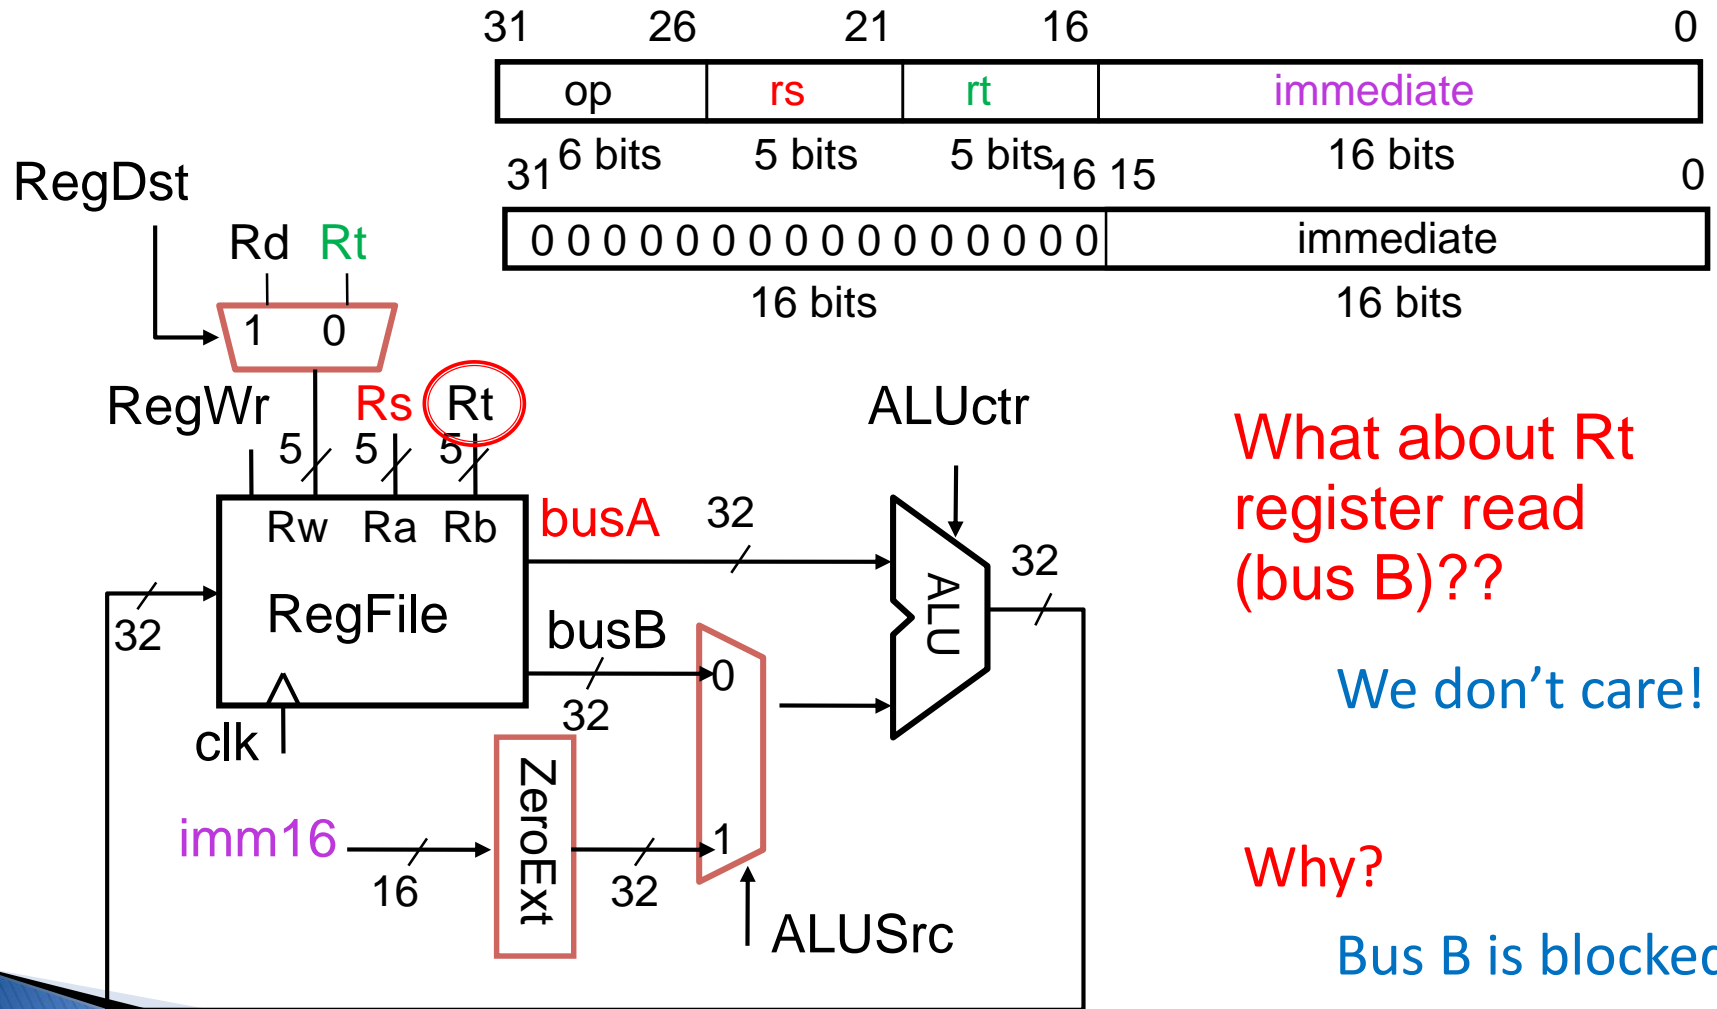 31 26 21 16 0
op rs rt immediate
6 bits 5 bits 5 bits 16 bits
31 16 15 0
0 0 0 0 0 0 0 0 0 0 0 0 0 0 0 0 immediate
16 bits 16 bits
RegDst
Rd Rt
1 0
RegWr Rs Rt ALUctr
5 5 5
Rw Ra Rb busA 32
32 RegFile ALU 32
busB 0
32
clk
imm16 16 ZeroExt 32 1
ALUSrc
What about Rt
register read
(bus B)??
We don’t care!
Why?
Bus B is blocked